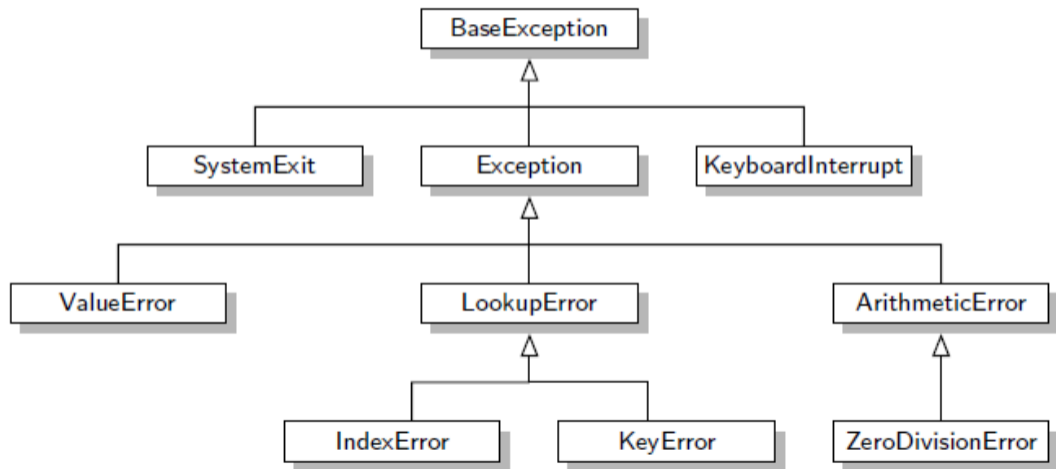 BaseException
SystemExit
Exception
KeyboardInterrupt
ValueError
LookupError
ArithmeticError
IndexError
KeyError
ZeroDivisionError